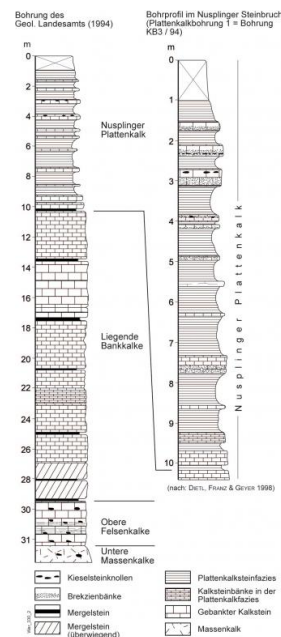 Bohrung des
Geol. Landesamts (1994)
Bohrprofil im Nusplinger Steinbruch
(Plattenkalkbohrung 1 = Bohrung
KB3 / 94)
m
0
2
4
6
8
10
12
14
16
18
20
22
24
26
28
30
31
Nusplinger
Plattenkalk
Liegende
Bankkalke
Obere
Felsenkalke
Untere
Massenkalke
m
0
1
2
3
4
5
6
7
8
9
10
Nusplinger Plattenkalk
(nach: DIETL, FRANZ & GEYER 1998)
Kieselsteinknollen
Brekzienbänke
Mergelstein
Mergelstein
(überwiegend)
Plattenkalksteinfazies
Kalksteinbänke in der
Plattenkalkfazies
Gebankter Kalkstein
Massenkalk